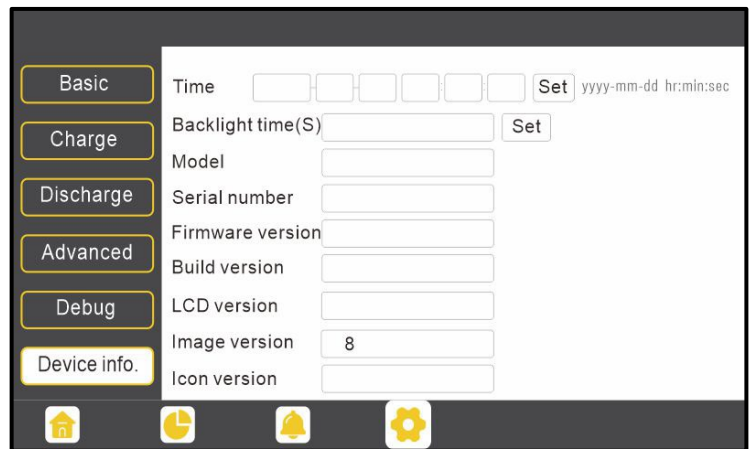 Basic
Charge
Discharge
Advanced
Debug
Device info.
Time - - : : Set yyyy-mm-dd hr:min:sec
Backlight time(S) Set
Model
Serial number
Firmware version
Build version
LCD version
Image version 8
Icon version